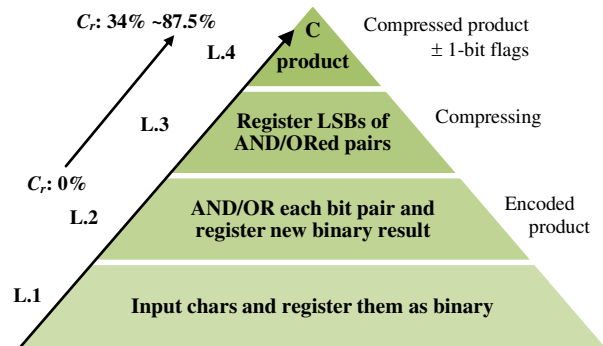 C_r: 34% ~87.5%
C
product
Compressed product
± 1-bit flags
L.4
L.3
Register LSBs of
AND/ORed pairs
Compressing
C_r: 0%
L.2
AND/OR each bit pair and
register new binary result
Encoded
product
L.1
Input chars and register them as binary